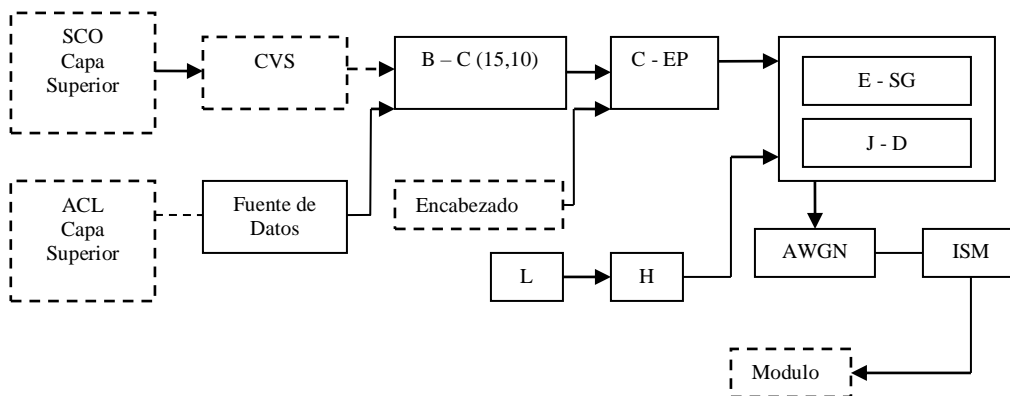 SCO
Capa
Superior
CVS
B – C (15,10)
C - EP
E - SG
J - D
ACL
Capa
Superior
Fuente de
Datos
Encabezado
L
H
AWGN
ISM
Modulo